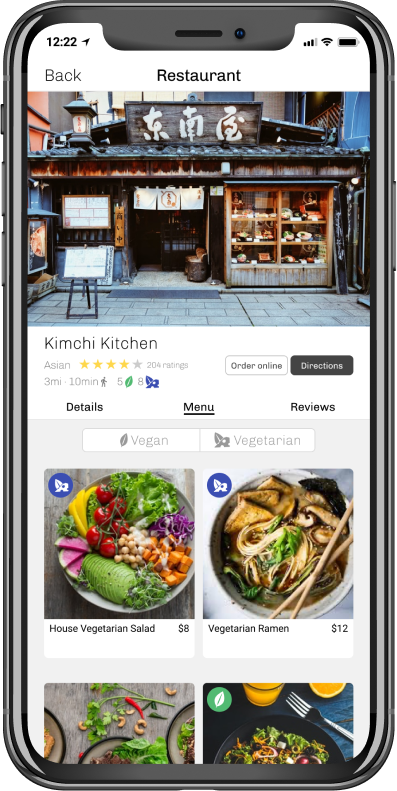 12:22
Back Restaurant
東南屋
Kimchi Kitchen
Asian 204 ratings Order online Directions
3mi · 10min 5 8
Details Menu Reviews
Vegan Vegetarian
House Vegetarian Salad $8 Vegetarian Ramen $12